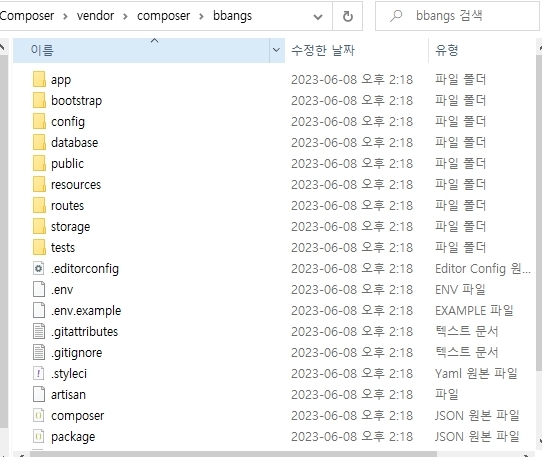 Composer > vendor > composer > bbangs
bbangs 검색
이름 수정한 날짜 유형
app 2023-06-08 오후 2:18 파일 폴더
bootstrap 2023-06-08 오후 2:18 파일 폴더
config 2023-06-08 오후 2:18 파일 폴더
database 2023-06-08 오후 2:18 파일 폴더
public 2023-06-08 오후 2:18 파일 폴더
resources 2023-06-08 오후 2:18 파일 폴더
routes 2023-06-08 오후 2:18 파일 폴더
storage 2023-06-08 오후 2:18 파일 폴더
tests 2023-06-08 오후 2:18 파일 폴더
.editorconfig 2023-06-08 오후 2:18 Editor Config 원...
.env 2023-06-08 오후 2:18 ENV 파일
.env.example 2023-06-08 오후 2:18 EXAMPLE 파일
.gitattributes 2023-06-08 오후 2:18 텍스트 문서
.gitignore 2023-06-08 오후 2:18 텍스트 문서
.styleci 2023-06-08 오후 2:18 Yaml 원본 파일
artisan 2023-06-08 오후 2:18 파일
composer 2023-06-08 오후 2:18 JSON 원본 파일
package 2023-06-08 오후 2:18 JSON 원본 파일